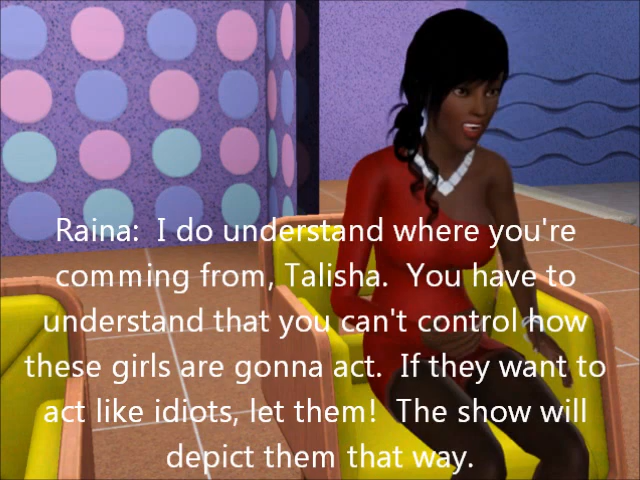 Raina:  I do understand where you're
comming from, Talisha.  You have to
understand that you can't control how
these girls are gonna act.  If they want to
act like idiots, let them!  The show will
depict them that way.